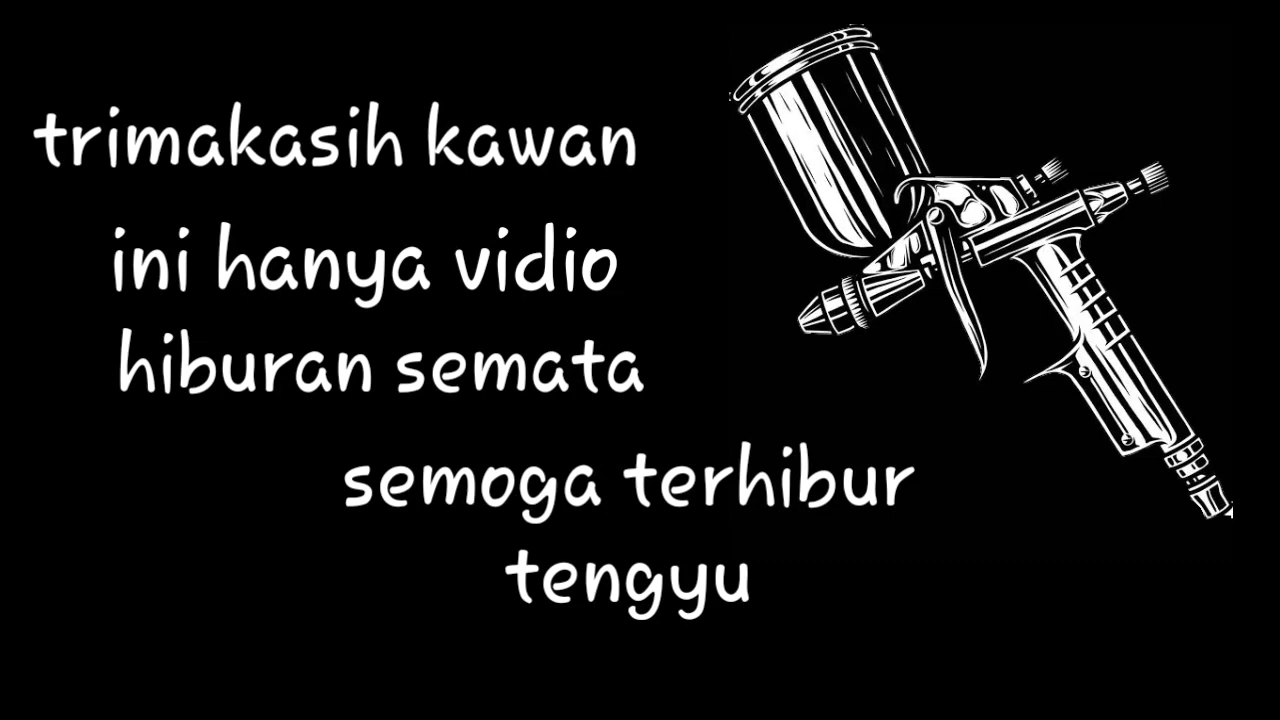 trimakasih kawan
ini hanya vidio
hiburan semata
semoga terhibur
tengyu